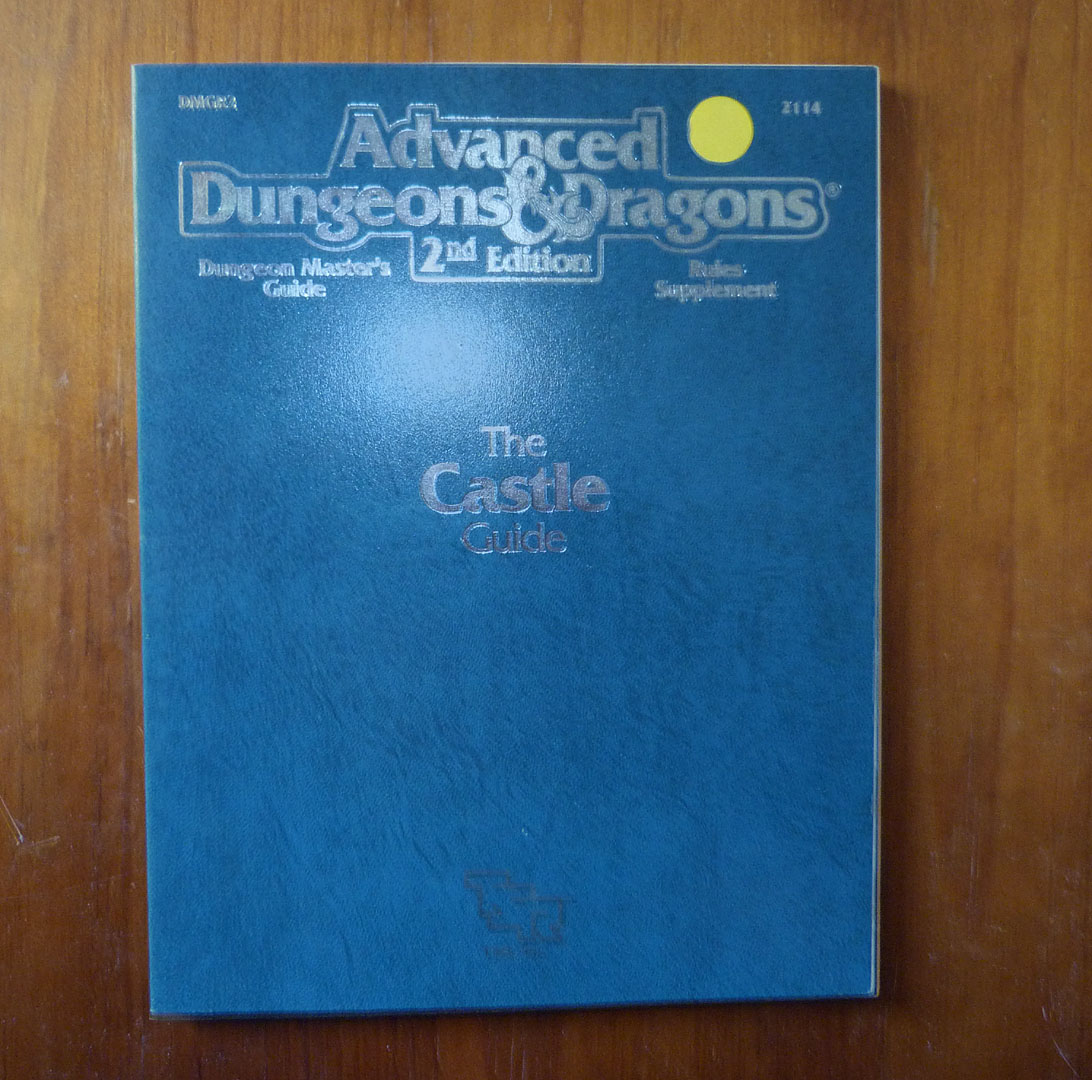 DMGR2
2114
Advanced
Dungeons & Dragons®
2nd Edition
Dungeon Master's
Guide
Rules
Supplement
The
Castle
Guide